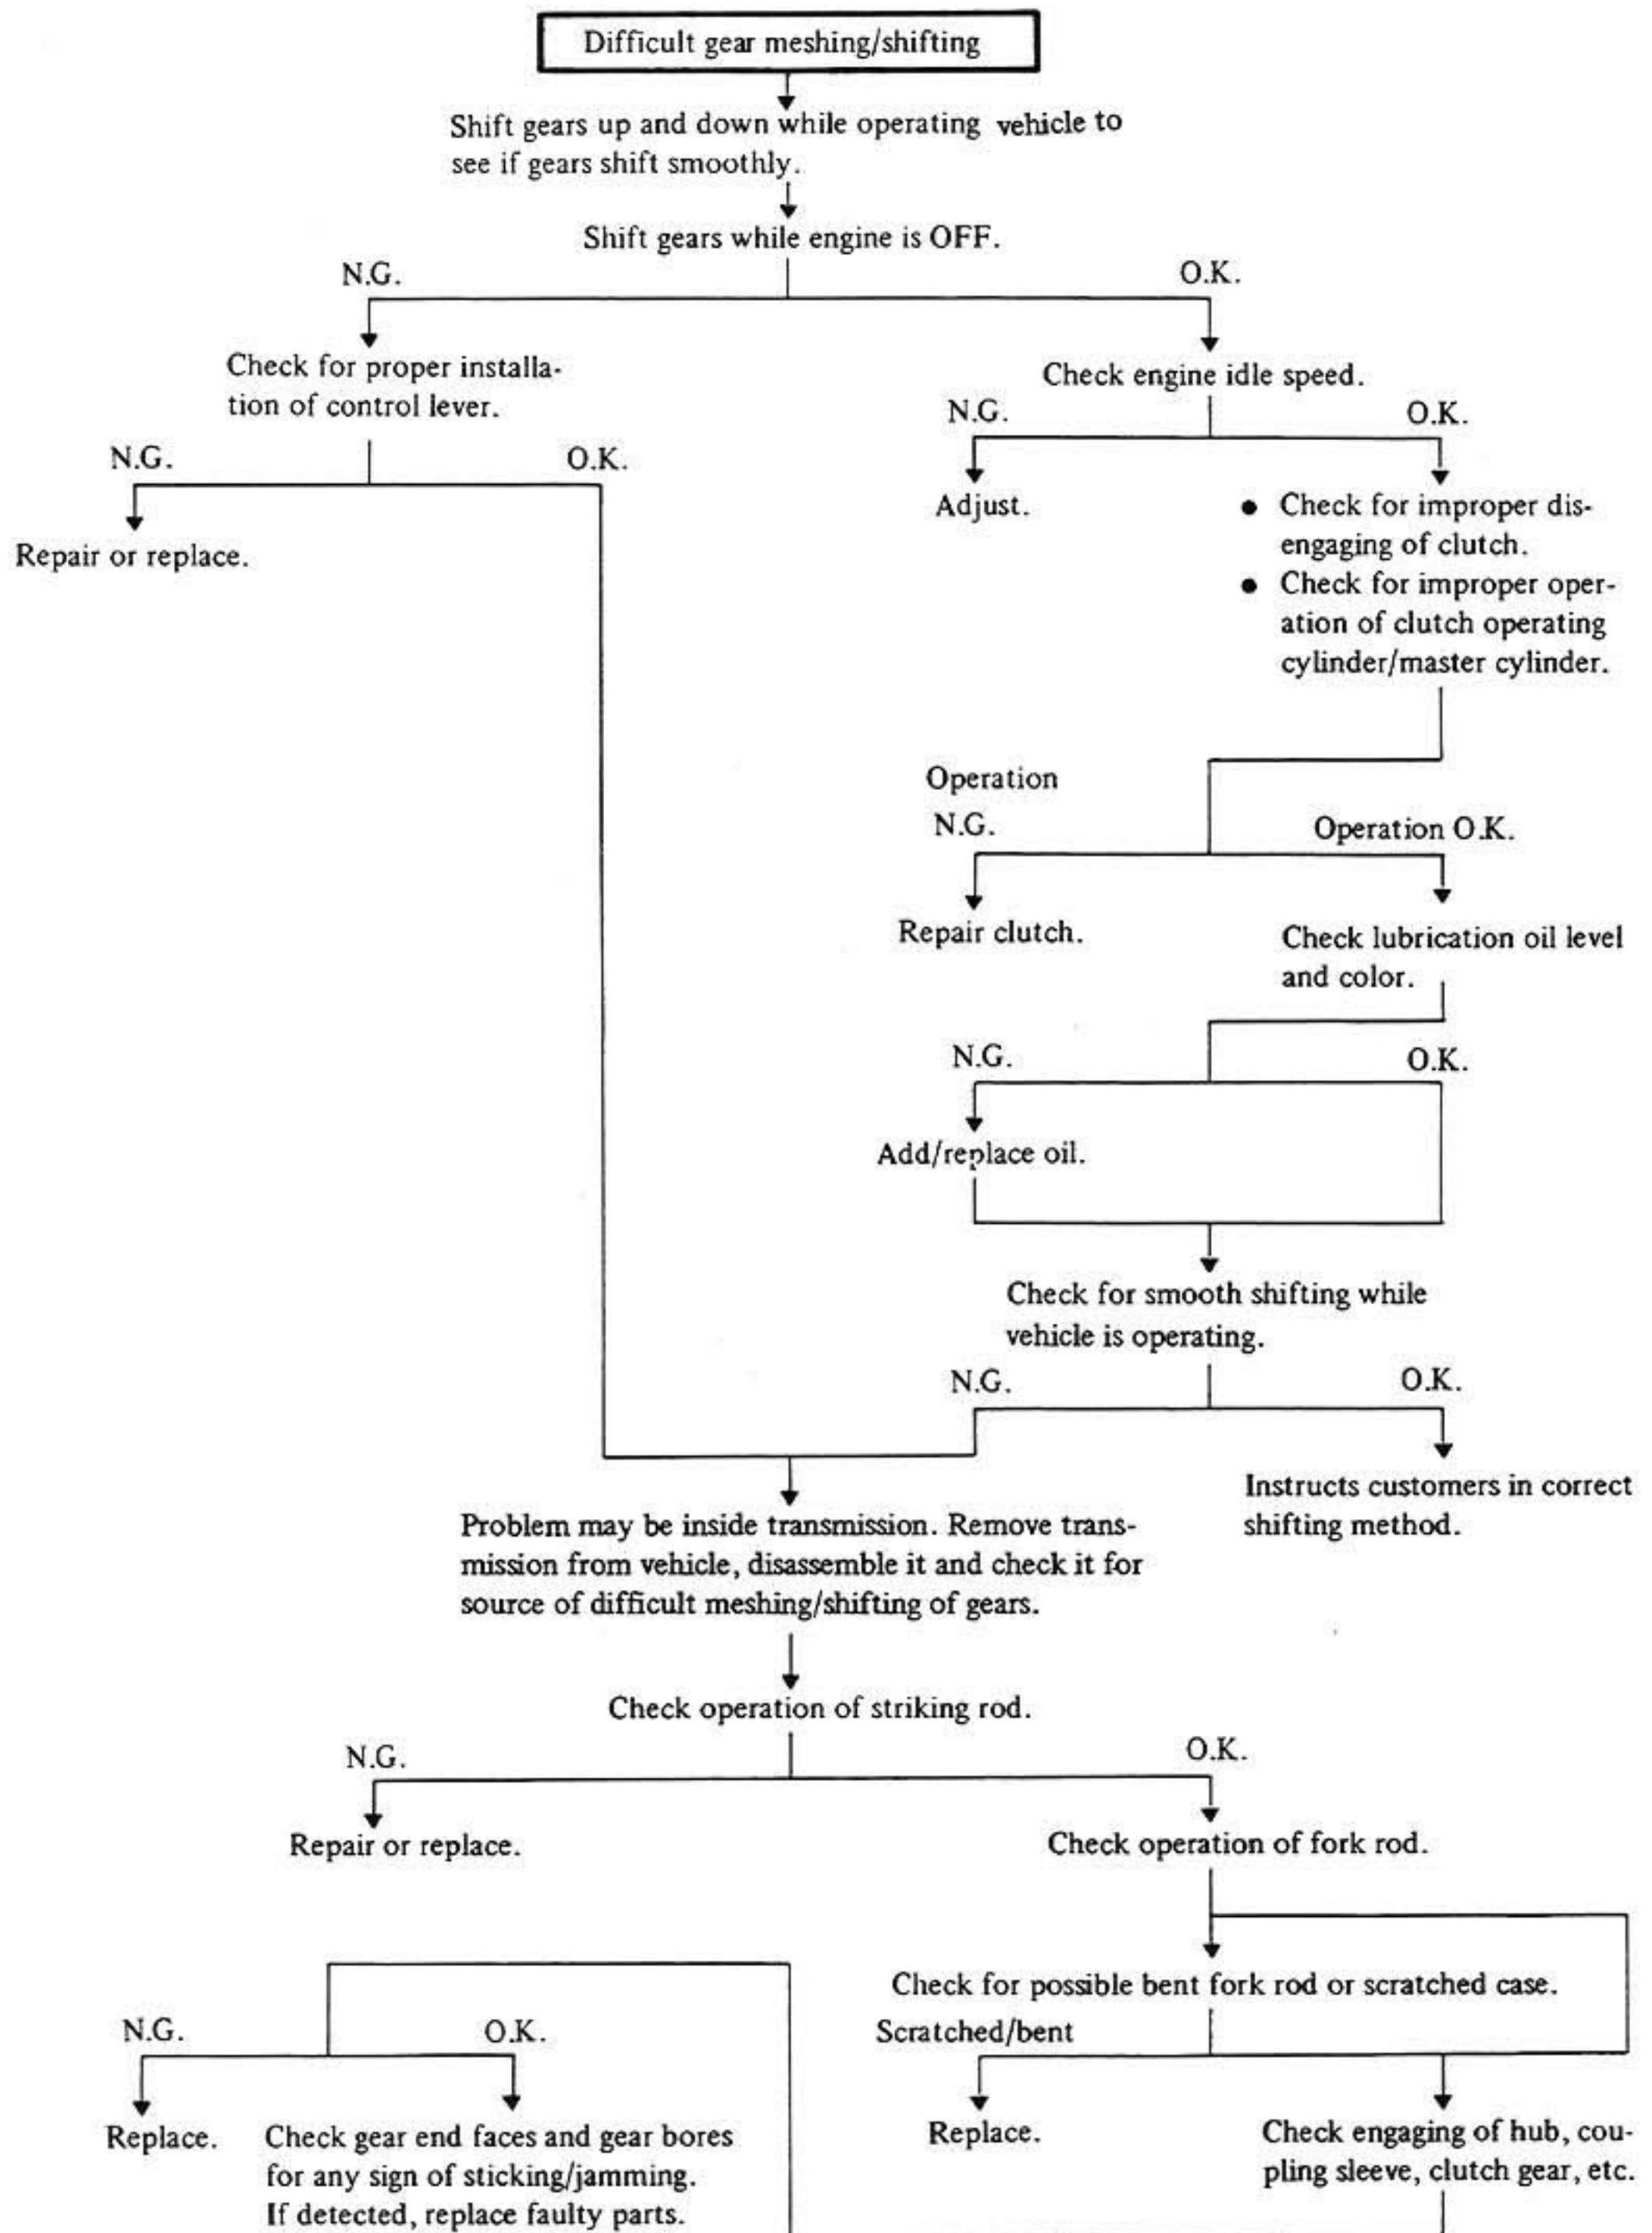 Difficult gear meshing/shifting
Shift gears up and down while operating vehicle to
see if gears shift smoothly.
Shift gears while engine is OFF.
N.G.
O.K.
Check for proper installa-
tion of control lever.
Check engine idle speed.
N.G.
O.K.
N.G.
O.K.
Repair or replace.
Adjust.
● Check for improper dis-
engaging of clutch.
● Check for improper oper-
ation of clutch operating
cylinder/master cylinder.
Operation
N.G.
Operation O.K.
Repair clutch.
Check lubrication oil level
and color.
N.G.
O.K.
Add/replace oil.
Check for smooth shifting while
vehicle is operating.
N.G.
O.K.
Instructs customers in correct
shifting method.
Problem may be inside transmission. Remove trans-
mission from vehicle, disassemble it and check it for
source of difficult meshing/shifting of gears.
Check operation of striking rod.
N.G.
O.K.
Repair or replace.
Check operation of fork rod.
Check for possible bent fork rod or scratched case.
Scratched/bent
Replace.
Check engaging of hub, cou-
pling sleeve, clutch gear, etc.
N.G.
O.K.
Replace.
Check gear end faces and gear bores
for any sign of sticking/jamming.
If detected, replace faulty parts.